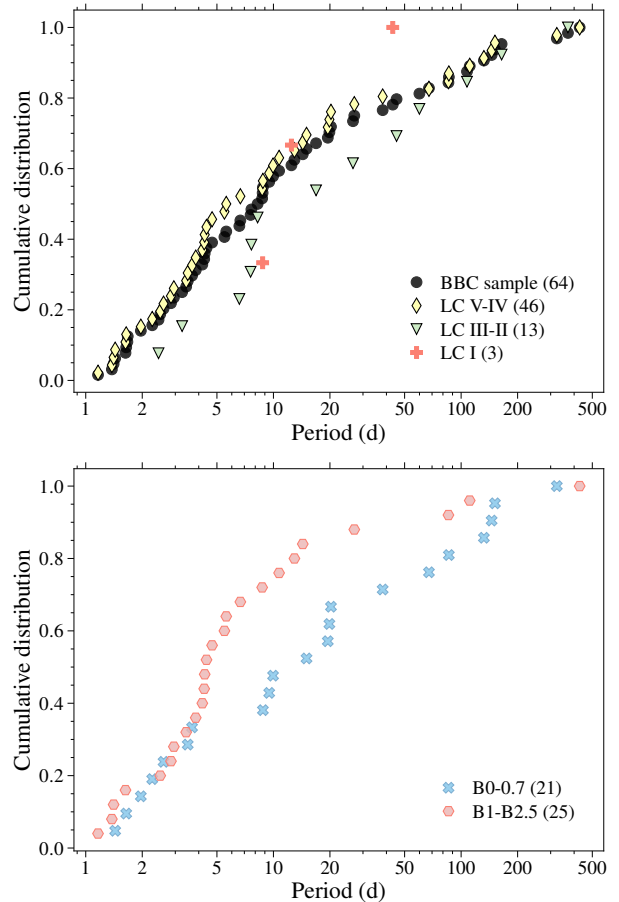 1.0
0.8
0.6
0.4
0.2
0.0
Cumulative distribution
BBC sample (64)
LC V-IV (46)
LC III-II (13)
LC I (3)
1 2 5 10 20 50 100 200 500
Period (d)
1.0
0.8
0.6
0.4
0.2
0.0
Cumulative distribution
B0-0.7 (21)
B1-B2.5 (25)
1 2 5 10 20 50 100 200 500
Period (d)